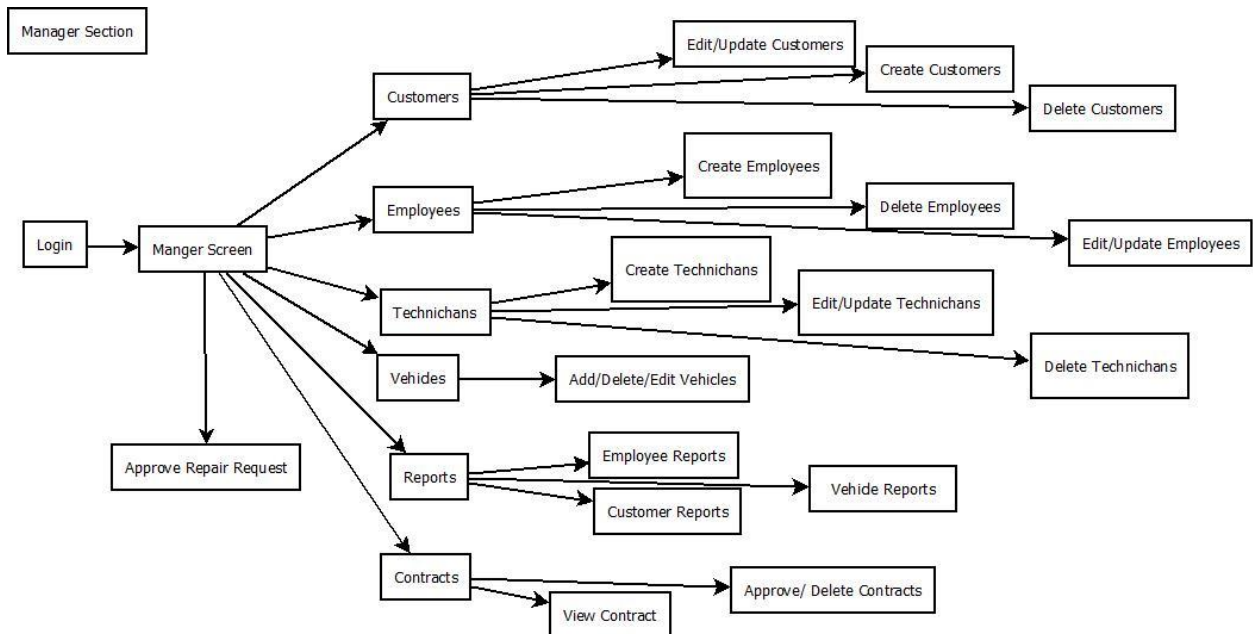 Manager Section
Edit/Update Customers
Create Customers
Customers
Delete Customers
Create Employees
Employees
Delete Employees
Edit/Update Employees
Login
Manger Screen
Create Technichans
Technichans
Edit/Update Technichans
Delete Technichans
Vehicles
Add/Delete/Edit Vehicles
Approve Repair Request
Reports
Employee Reports
Vehicle Reports
Customer Reports
Contracts
Approve/ Delete Contracts
View Contract